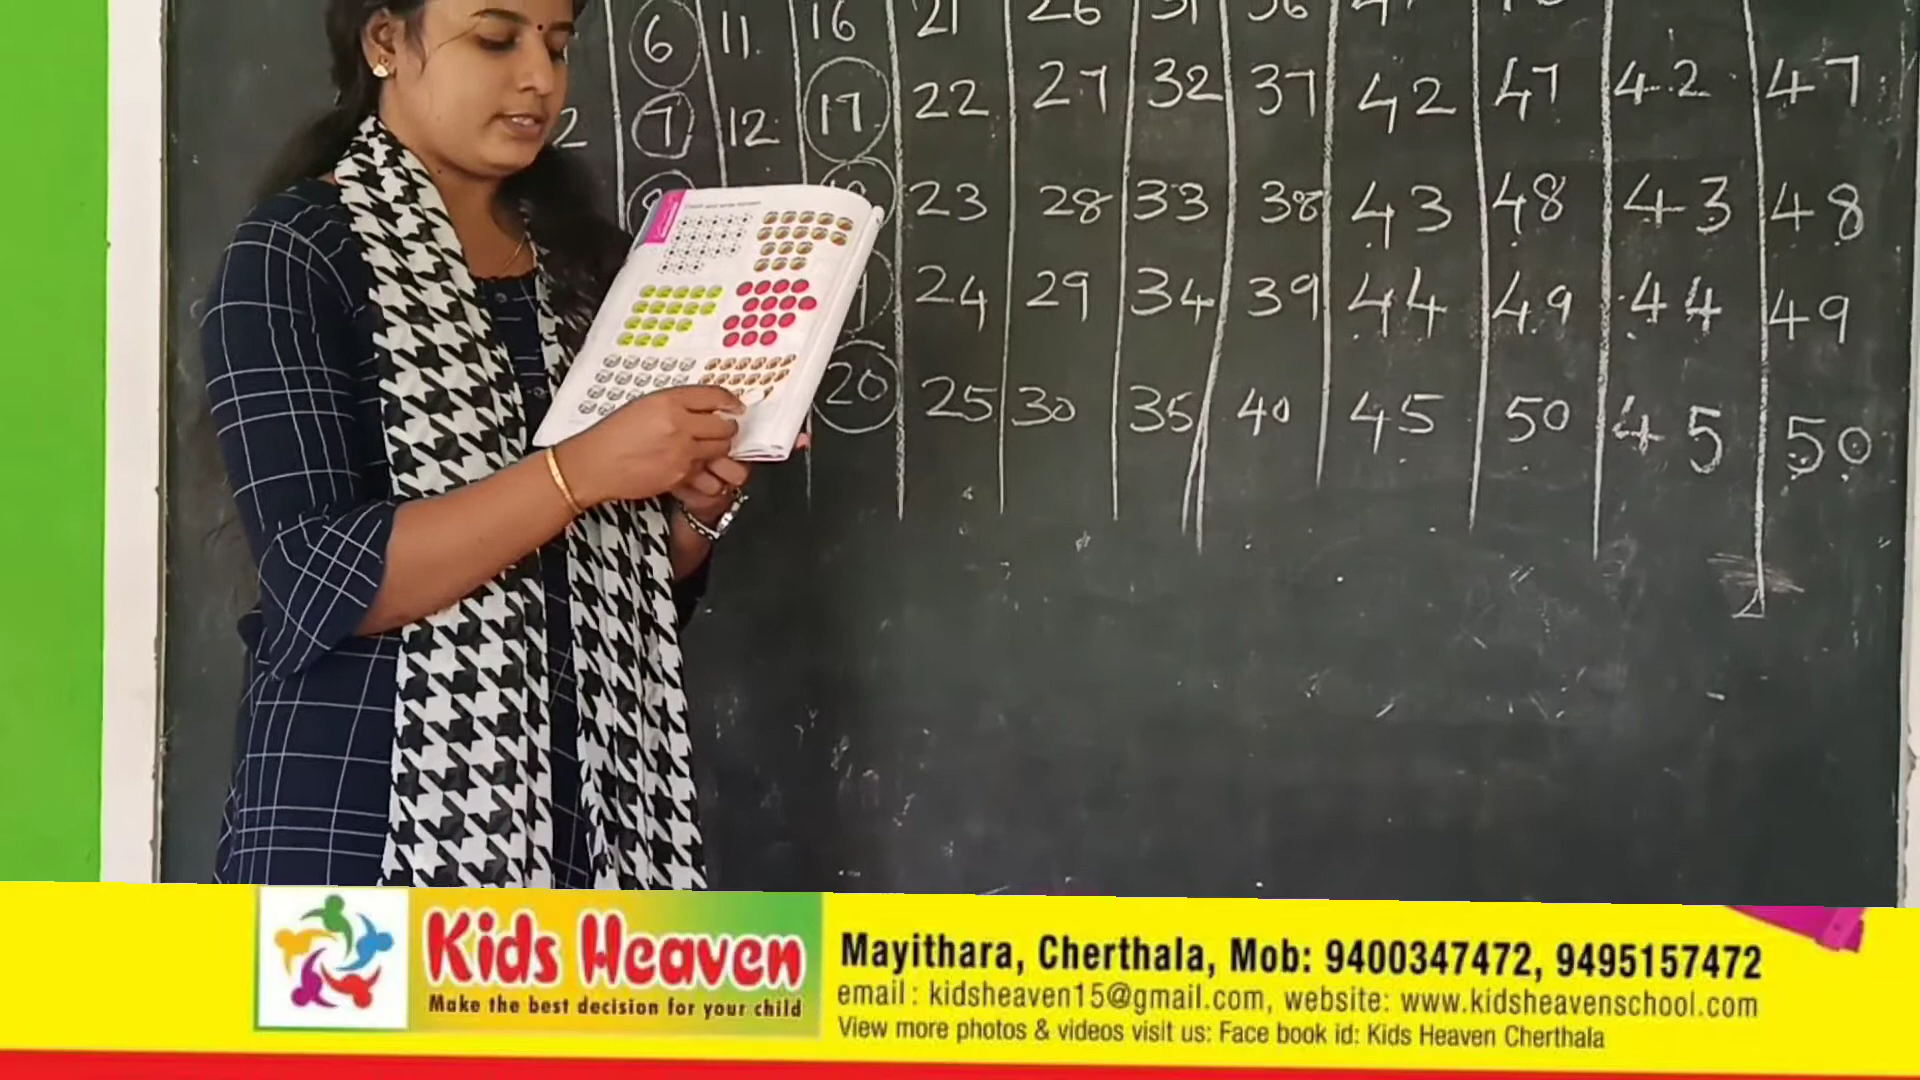 6 11 16 21 26 31 36
2 7 12 17 22 27 32 37 42 47 42 47
23 28 33 38 43 48 43 48
24 29 34 39 44 49 44 49
20 25 30 35 40 45 50 45 50
Count and write
Kids Heaven
Make the best decision for your child
Mayithara, Cherthala, Mob: 9400347472, 9495157472
email : kidsheaven15@gmail.com, website: www.kidsheavenschool.com
View more photos & videos visit us: Face book id: Kids Heaven Cherthala